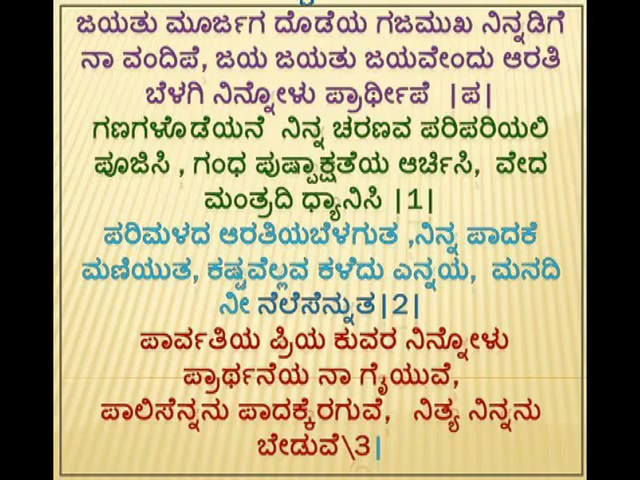 ಜಯತು ಮೂರ್ಜಗ ದೊಡೆಯ ಗಜಮುಖ ನಿನ್ನಡಿಗೆ
ನಾ ವಂದಿಪೆ, ಜಯ ಜಯತು ಜಯವೇಂದು ಆರತಿ
ಬೆಳಗಿ ನಿನ್ನೋಳು ಪ್ರಾರ್ಥೀಪೆ |ಪ|
ಗಣಗಳೊಡೆಯನೆ ನಿನ್ನ ಚರಣವ ಪರಿಪರಿಯಲಿ
ಪೂಜಿಸಿ , ಗಂಧ ಪುಷ್ಪಾಕ್ಷತೆಯ ಆರ್ಚಿಸಿ, ವೇದ
ಮಂತ್ರದಿ ಧ್ಯಾನಿಸಿ |1|
ಪರಿಮಳದ ಆರತಿಯಬೆಳಗುತ ,ನಿನ್ನ ಪಾದಕೆ
ಮಣಿಯುತ, ಕಷ್ಟವೆಲ್ಲವ ಕಳೆದು ಎನ್ನಯ, ಮನದಿ
ನೀ ನೆಲೆಸೆನ್ನುತ|2|
ಪಾರ್ವತಿಯ ಪ್ರಿಯ ಕುವರ ನಿನ್ನೋಳು
ಪ್ರಾರ್ಥನೆಯ ನಾ ಗೈಯುವೆ,
ಪಾಲಿಸೆನ್ನನು ಪಾದಕ್ಕೆರಗುವೆ, ನಿತ್ಯ ನಿನ್ನನು
ಬೇಡುವೆ\3|